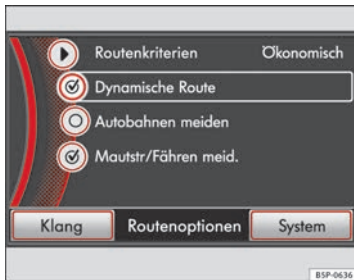 Routenkriterien Ökonomisch
Dynamische Route
Autobahnen meiden
Mautstr/Fähren meid.
Klang Routenoptionen System
B5P-0636